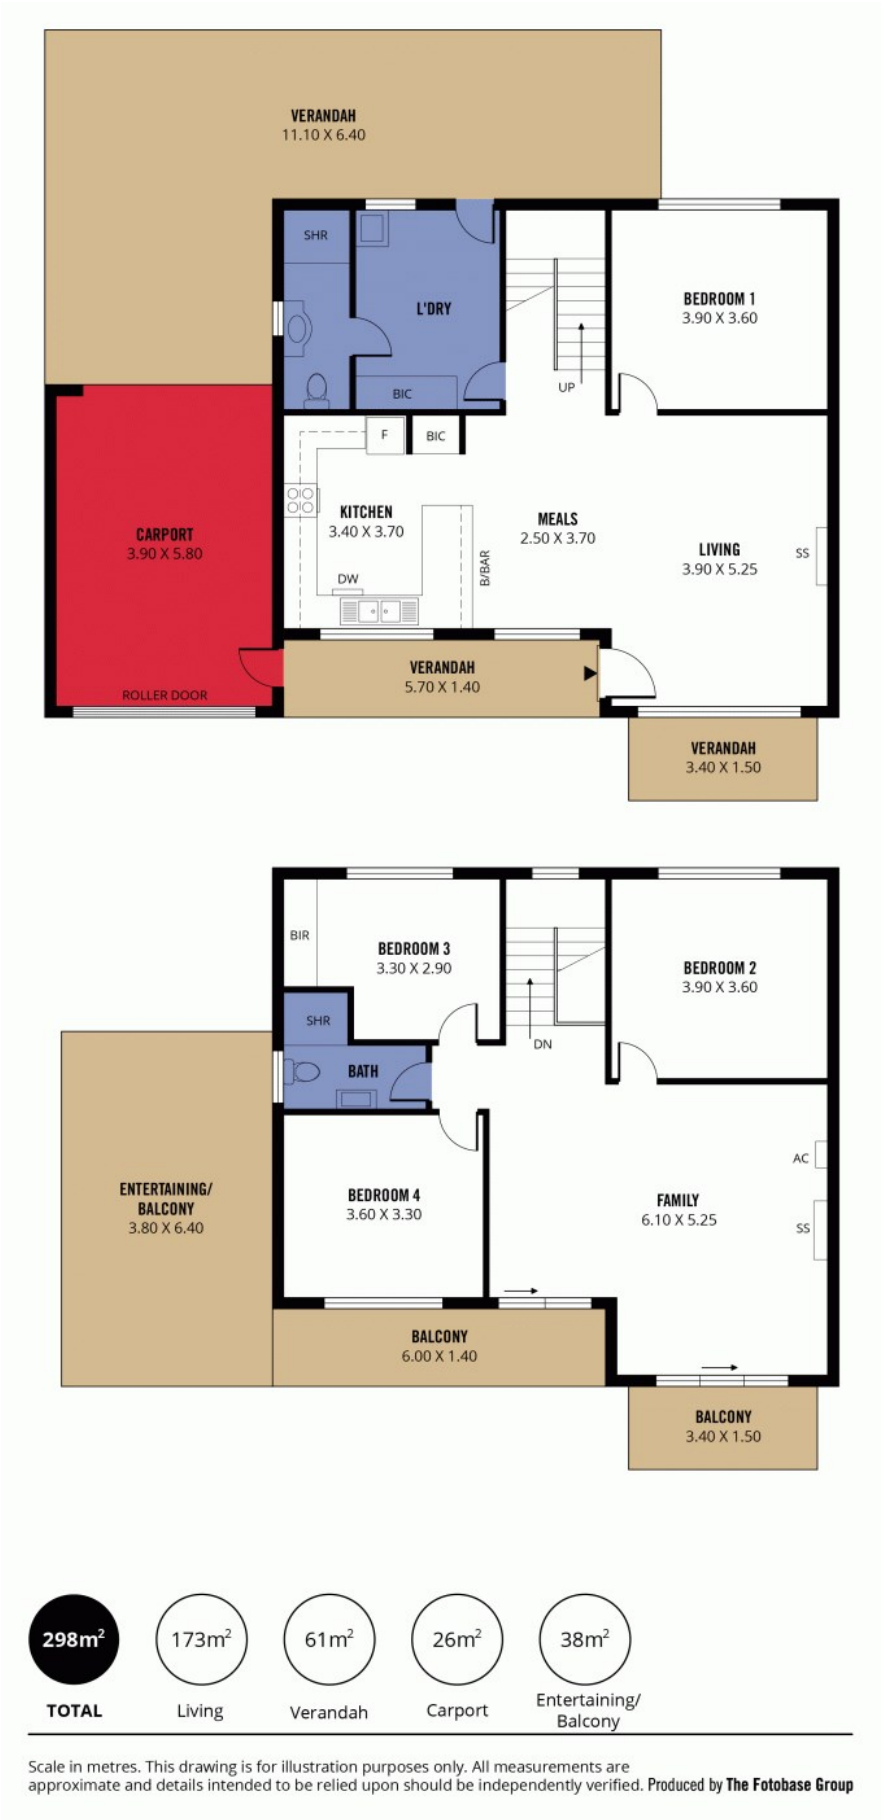 VERANDAH
11.10 X 6.40
SHR
L'DRY
BIC
UP
BEDROOM 1
3.90 X 3.60
F
BIC
KITCHEN
3.40 X 3.70
DW
B/BAR
MEALS
2.50 X 3.70
LIVING
3.90 X 5.25
SS
CARPORT
3.90 X 5.80
ROLLER DOOR
VERANDAH
5.70 X 1.40
VERANDAH
3.40 X 1.50
BIR
BEDROOM 3
3.30 X 2.90
BEDROOM 2
3.90 X 3.60
SHR
DN
BATH
ENTERTAINING/
BALCONY
3.80 X 6.40
BEDROOM 4
3.60 X 3.30
FAMILY
6.10 X 5.25
AC
SS
BALCONY
6.00 X 1.40
BALCONY
3.40 X 1.50
298m²
TOTAL
173m²
Living
61m²
Verandah
26m²
Carport
38m²
Entertaining/
Balcony
Scale in metres. This drawing is for illustration purposes only. All measurements are
approximate and details intended to be relied upon should be independently verified. Produced by The Fotobase Group